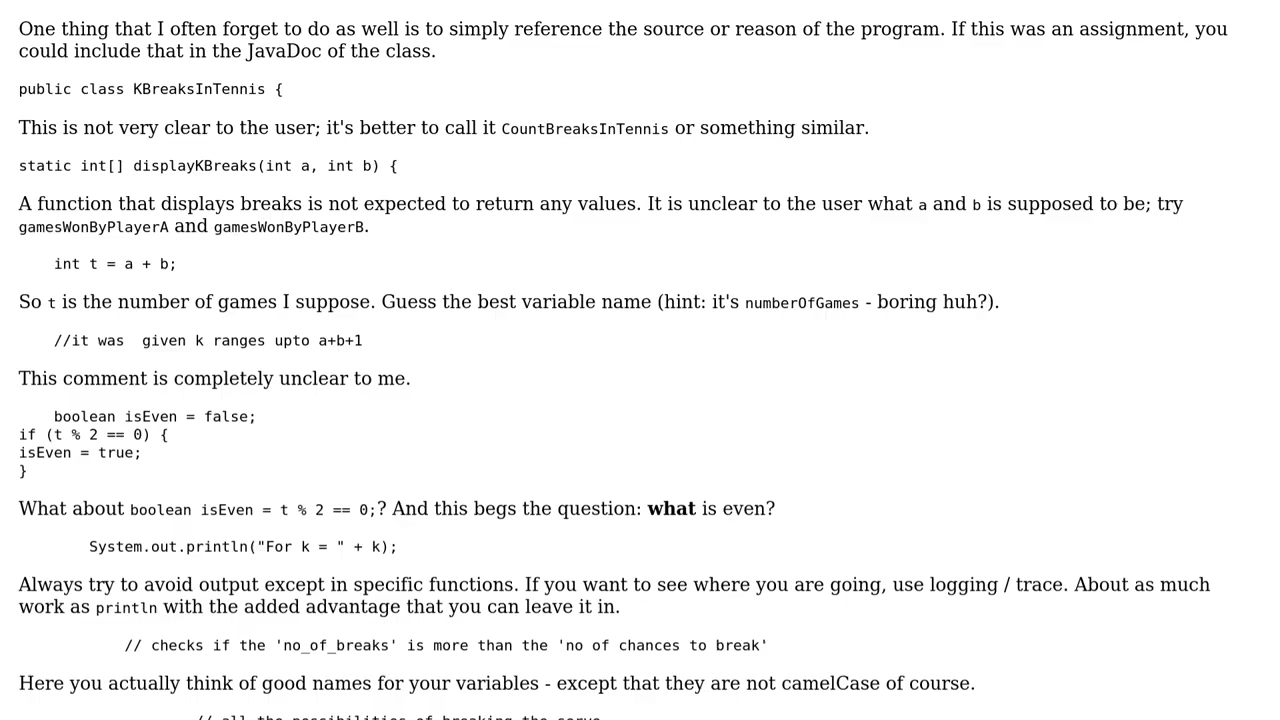 One thing that I often forget to do as well is to simply reference the source or reason of the program. If this was an assignment, you
could include that in the JavaDoc of the class.
public class KBreaksInTennis {
This is not very clear to the user; it's better to call it CountBreaksInTennis or something similar.
static int[] displayKBreaks(int a, int b) {
A function that displays breaks is not expected to return any values. It is unclear to the user what a and b is supposed to be; try
gamesWonByPlayerA and gamesWonByPlayerB.
int t = a + b;
So t is the number of games I suppose. Guess the best variable name (hint: it's numberOfGames - boring huh?).
//it was  given k ranges upto a+b+1
This comment is completely unclear to me.
boolean isEven = false;
if (t % 2 == 0) {
isEven = true;
}
What about boolean isEven = t % 2 == 0;? And this begs the question: what is even?
System.out.println("For k = " + k);
Always try to avoid output except in specific functions. If you want to see where you are going, use logging / trace. About as much
work as println with the added advantage that you can leave it in.
// checks if the 'no_of_breaks' is more than the 'no of chances to break'
Here you actually think of good names for your variables - except that they are not camelCase of course.
// all the possibilities of breaking the serve